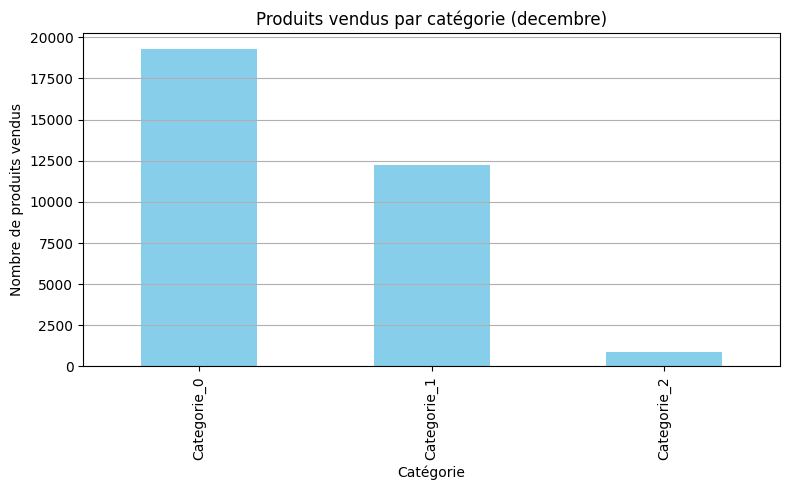 Produits vendus par catégorie (decembre)
Nombre de produits vendus
20000
17500
15000
12500
10000
7500
5000
2500
0
Categorie_0
Categorie_1
Categorie_2
Catégorie